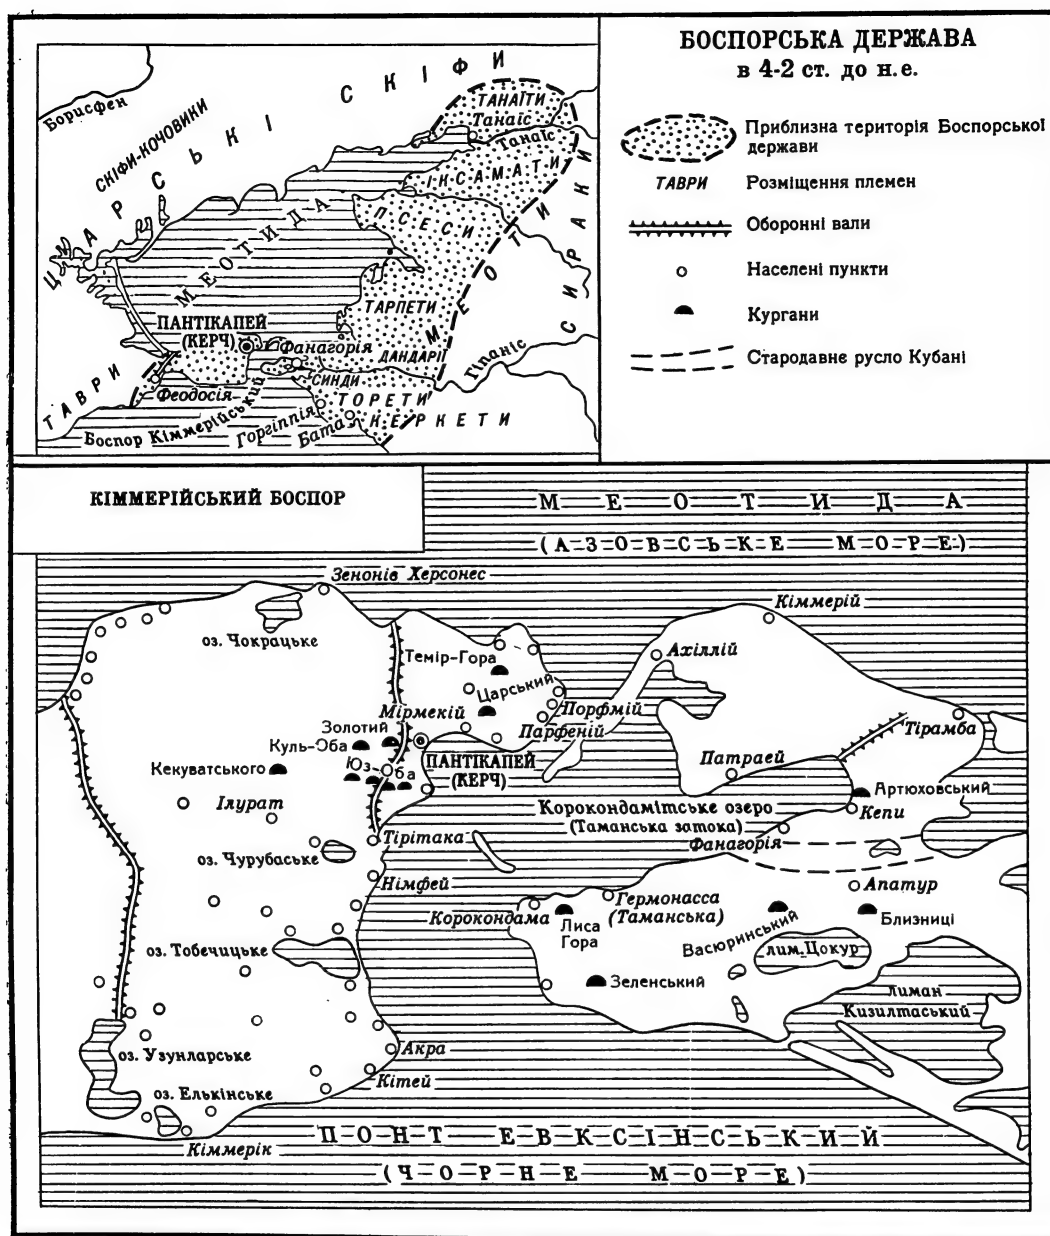 БОСПОРСЬКА ДЕРЖАВА
в 4-2 ст. до н.е.
Приблизна територія Боспорської
держави
ТАВРИ
Розміщення племен
Оборонні вали
Населені пункти
Кургани
Стародавнє русло Кубані
Борисфен
СКІФИ-КОЧОВИКИ
ЦАРСЬКІ СКІФИ
ТАНАЇТИ
Танаїс
Танаїс
ІКСАМАТИ
ПСЕСИ
МЕОТИДА
МЕОТИ
СИРАКИ
ТАРПЕТИ
ПАНТІКАПЕЙ
(КЕРЧ)
Фанагорія
ДАНДАРІЇ
Гіпаніс
СИНДИ
ТАВРИ
Феодосія
ТОРЕТИ
Боспор Кіммерійський
Горгіппія
Бата
КЕРКЕТИ
КІММЕРІЙСЬКИЙ БОСПОР
МЕОТИДА
(АЗОВСЬКЕ МОРЕ)
Зенонів Херсонес
Кіммерій
оз. Чокрацьке
Темір-Гора
Ахіллій
Царський
Мірмекій
Порфмій
Парфеній
Тірамба
Золотий
Куль-Оба
Юз-Оба
ПАНТІКАПЕЙ
(КЕРЧ)
Кекуватського
Патраей
Артюховський
Ілурат
Корокондамітське озеро
(Таманська затока)
Кепи
Тірітака
Фанагорія
оз. Чурубаське
Німфей
Апатур
Гермонасса
(Таманська)
Корокондама
Лиса
Гора
Васюринський
Близниці
оз. Тобечицьке
лим. Цокур
Зеленський
лиман
Кизилтаський
оз. Узунларське
Акра
Кітей
оз. Елькінське
Кіммерік
ПОНТ ЕВКСІНСЬКИЙ
(ЧОРНЕ МОРЕ)